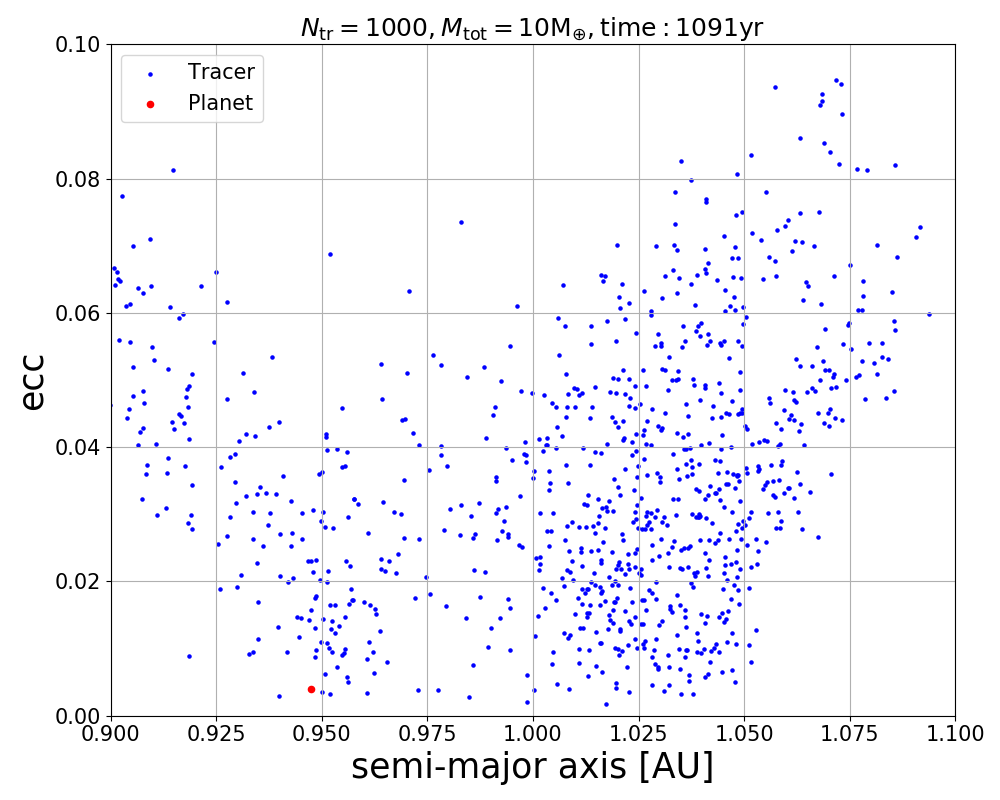 N_tr = 1000, M_tot = 10M_⊕, time : 1091yr
Tracer
Planet
ecc
0.10
0.08
0.06
0.04
0.02
0.00
0.900 0.925 0.950 0.975 1.000 1.025 1.050 1.075 1.100
semi-major axis [AU]